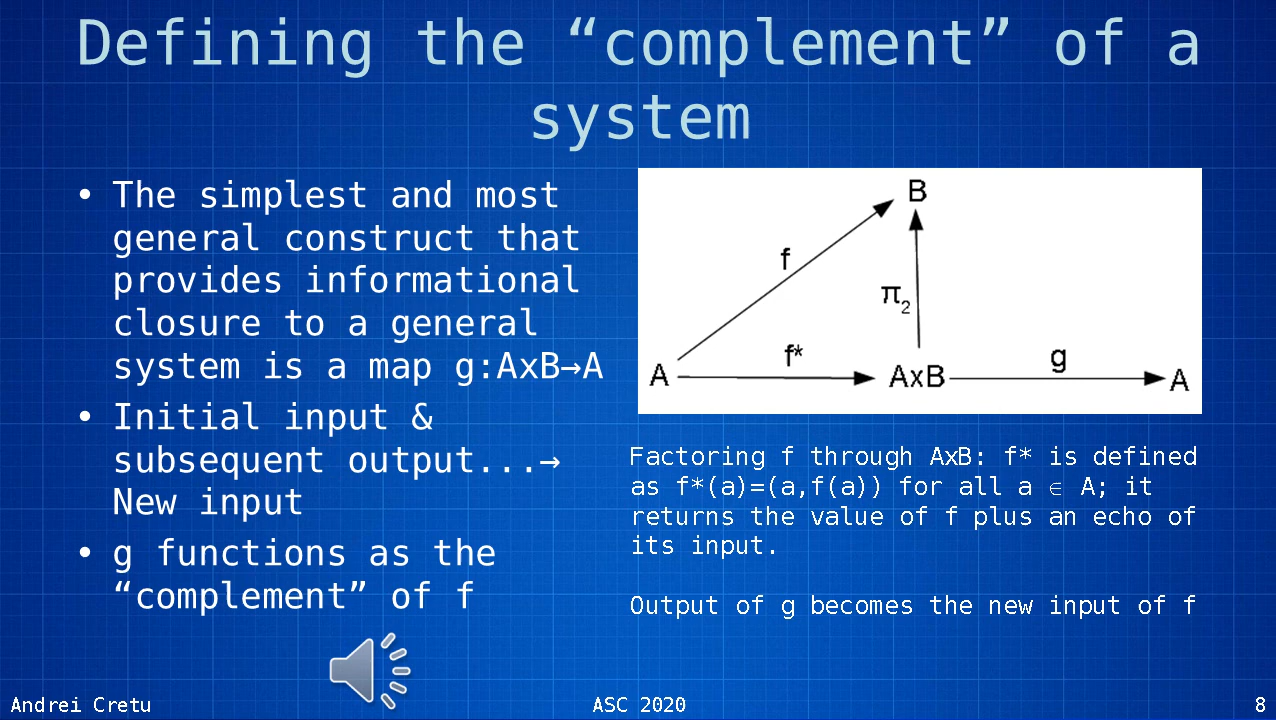 Defining the “complement” of a
system
• The simplest and most
general construct that
provides informational
closure to a general
system is a map g:AxB→A
• Initial input &
subsequent output...→
New input
• g functions as the
“complement” of f
B
f
π2
A
f*
AxB
g
A
Factoring f through AxB: f* is defined
as f*(a)=(a,f(a)) for all a ∈ A; it
returns the value of f plus an echo of
its input.
Output of g becomes the new input of f
Andrei Cretu
ASC 2020
8